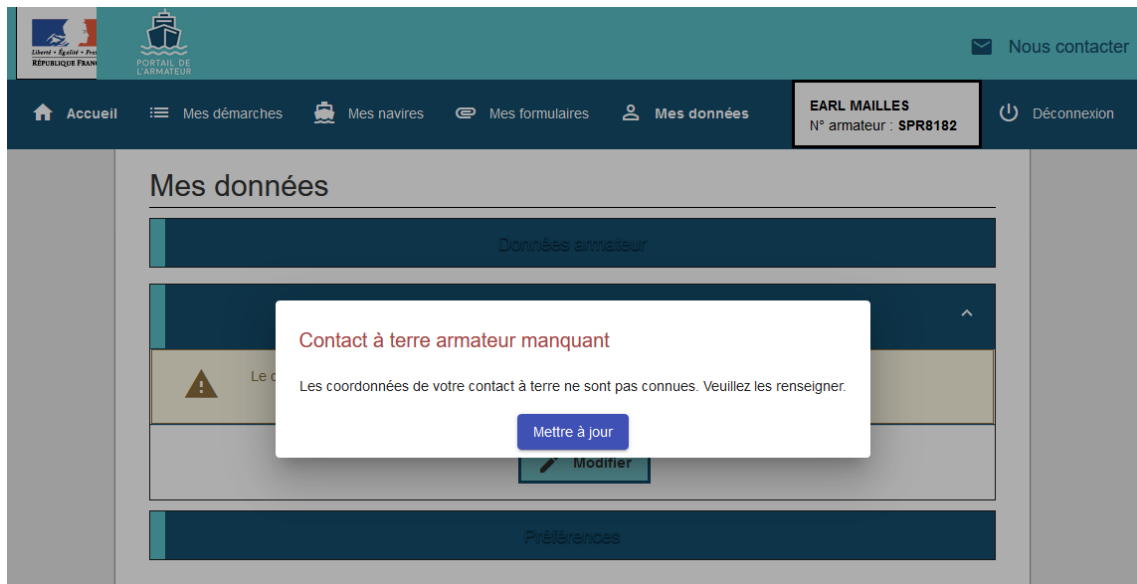 Liberté • Égalité •
RÉPUBLIQUE
PORTAIL DE
L'ARMATEUR
Nous contacter
Accueil
Mes démarches
Mes navires
Mes formulaires
Mes données
EARL MAILLES
N° armateur : SPR8182
Déconnexion
Mes données
Données armateur
Le
Contact à terre armateur manquant
Les coordonnées de votre contact à terre ne sont pas connues. Veuillez les renseigner.
Mettre à jour
Modifier
Préférences